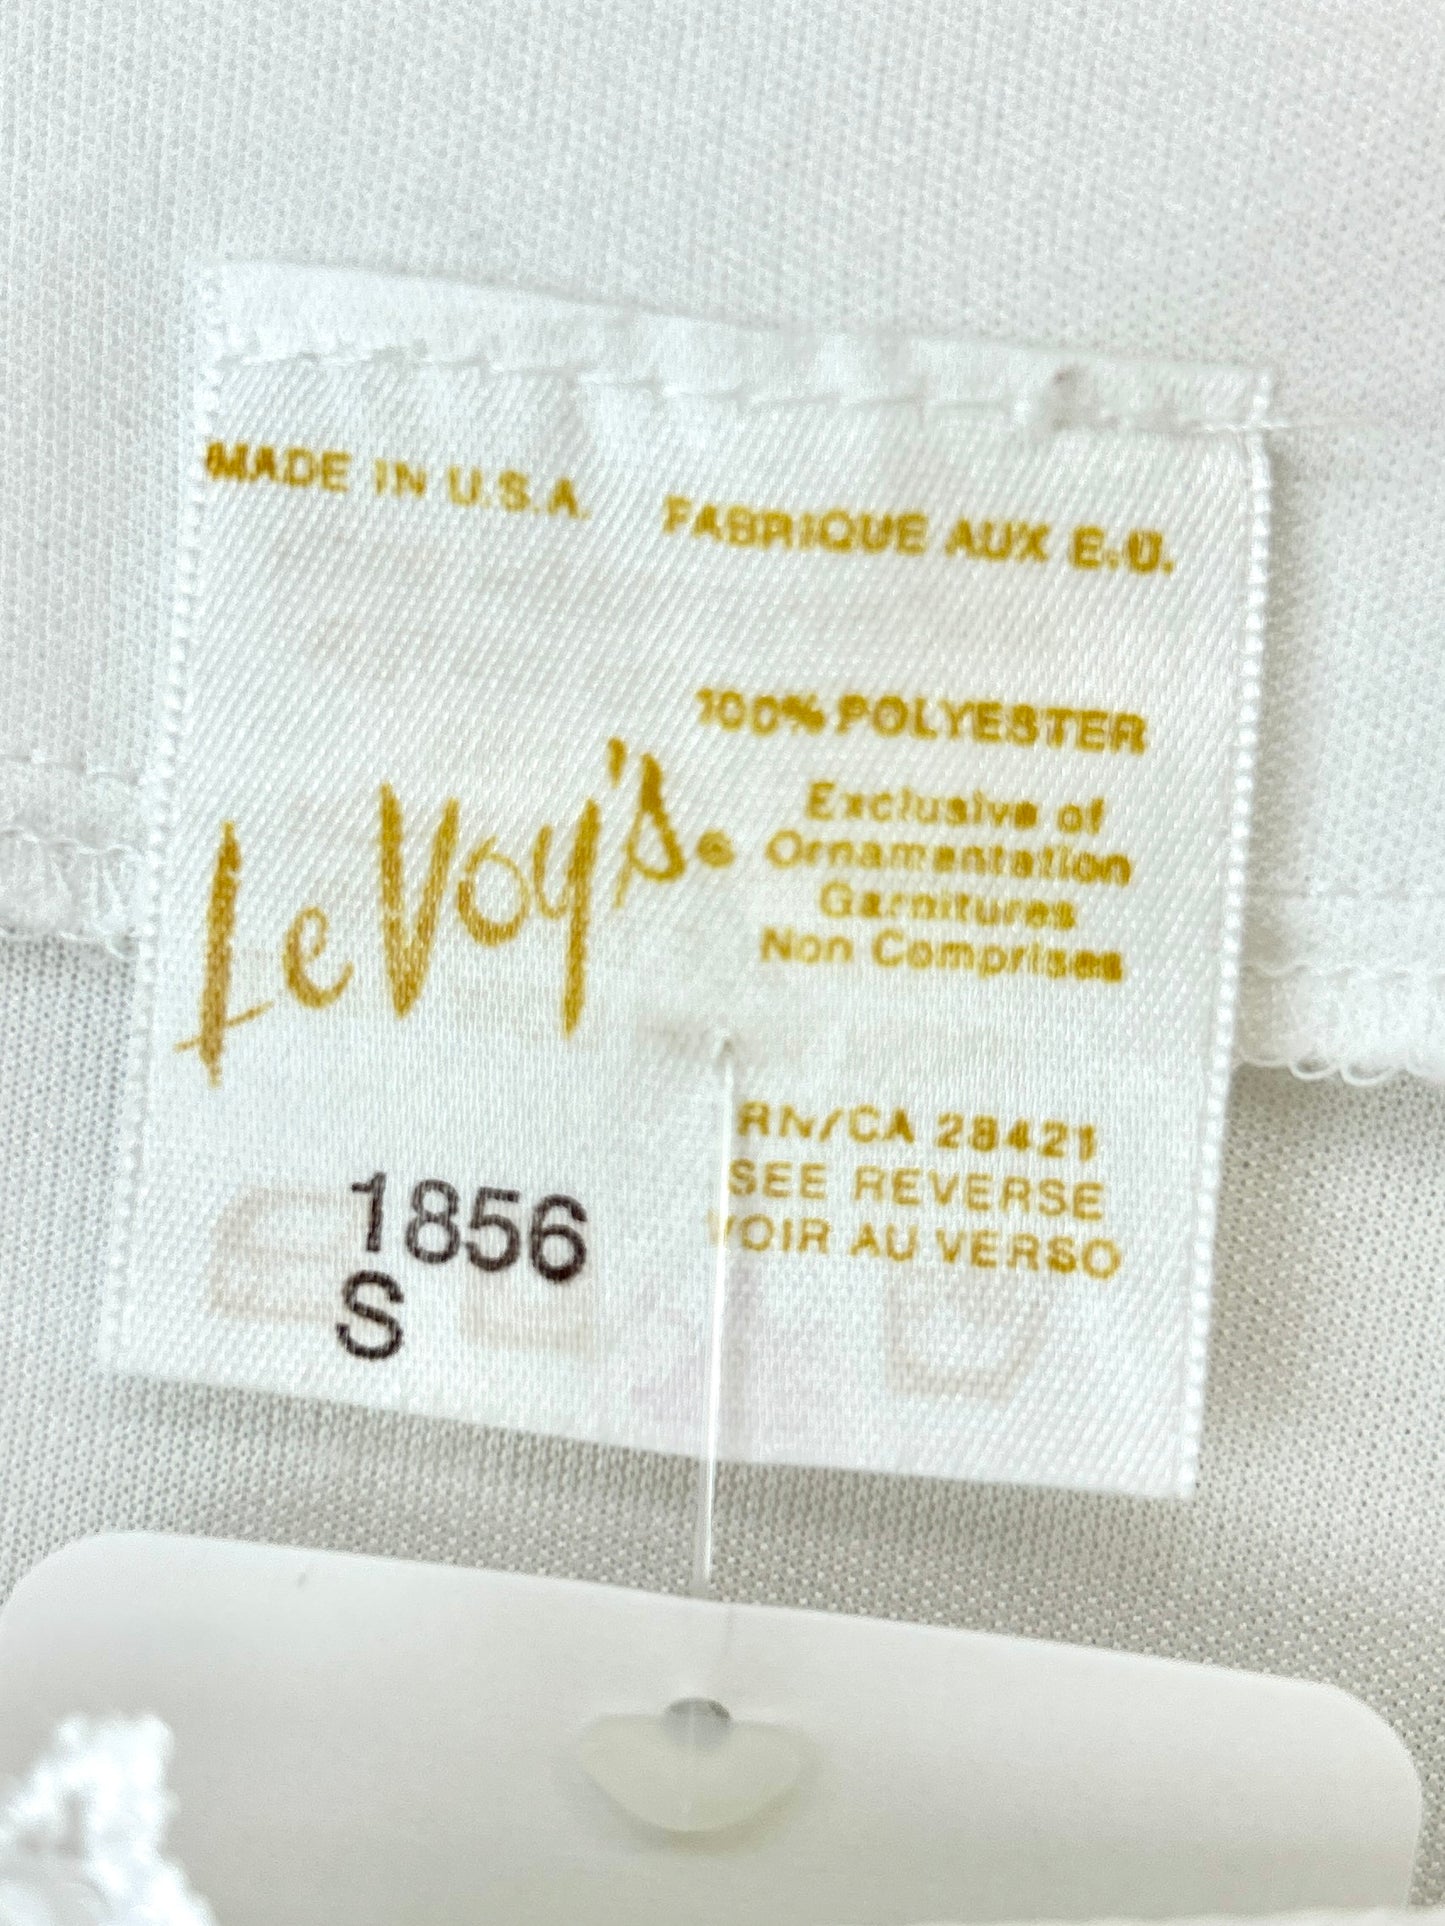 MADE IN U.S.A. FABRIQUE AUX E.U.
100% POLYESTER
LeVoy's.®
Exclusive of
Ornamentation
Garnitures
Non Comprises
RN/CA 28421
SEE REVERSE
VOIR AU VERSO
1856
S